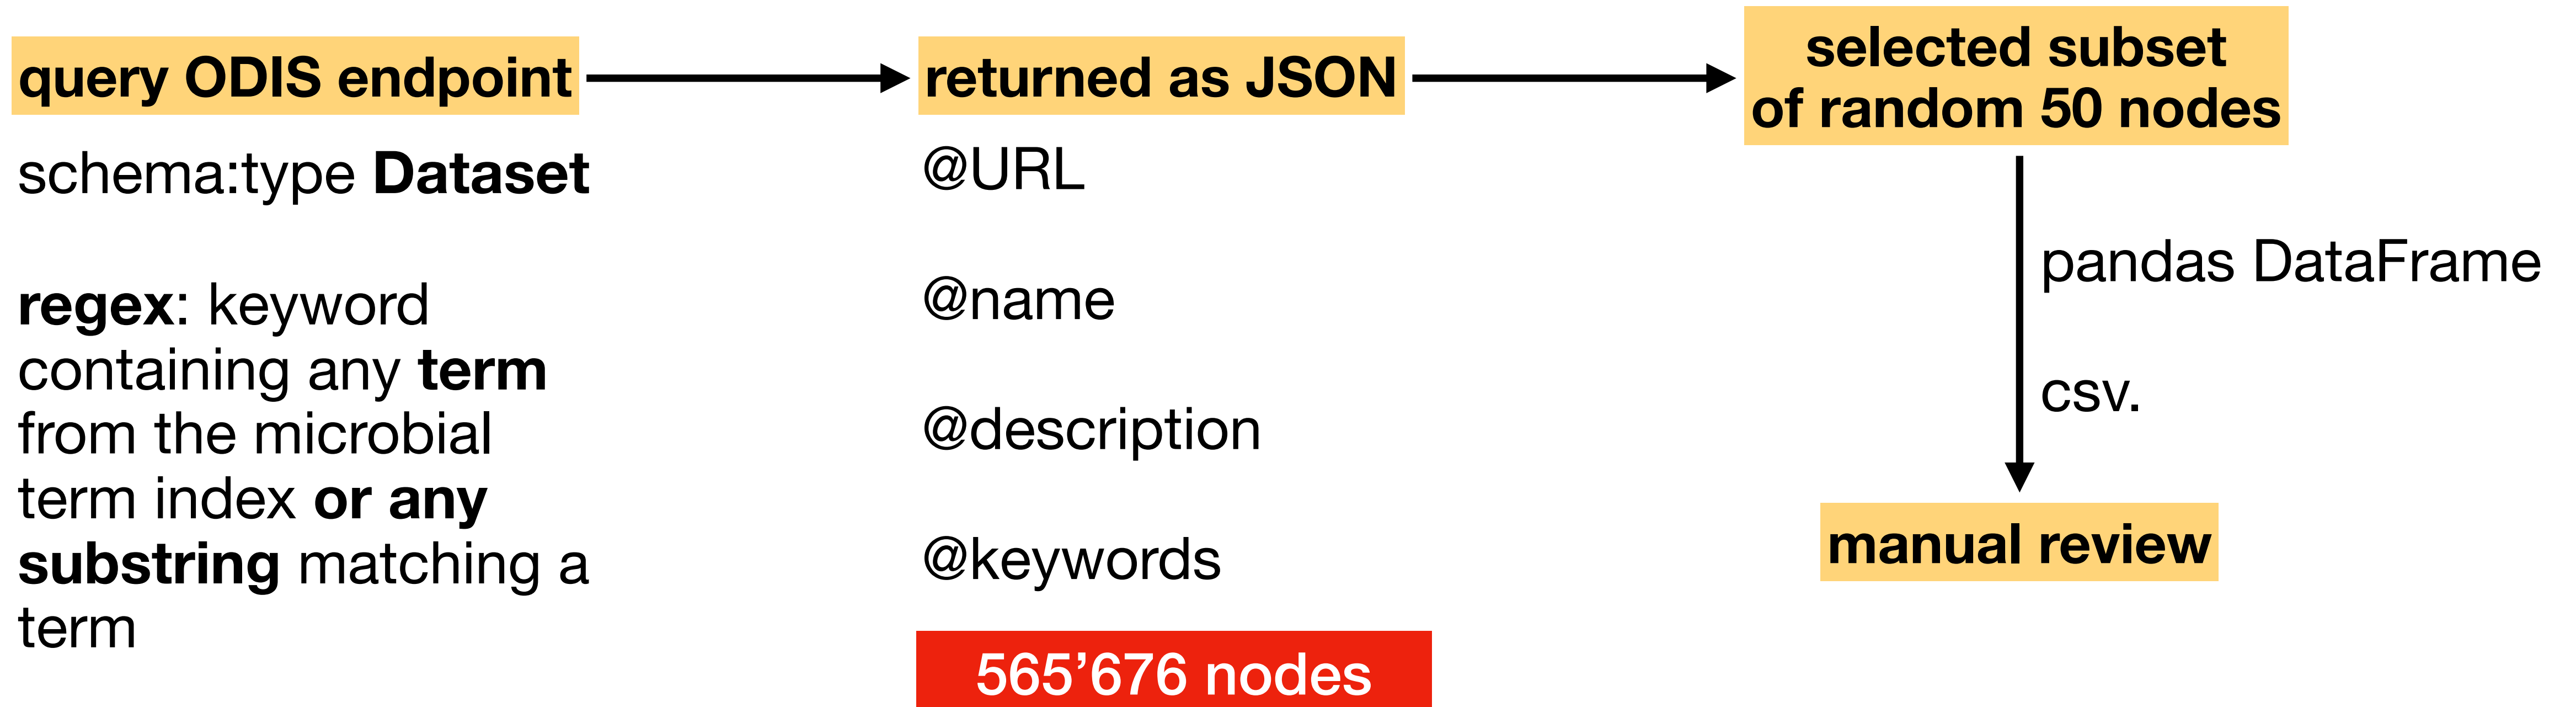 query ODIS endpoint
schema:type Dataset
regex: keyword
containing any term
from the microbial
term index or any
substring matching a
term
returned as JSON
@URL
@name
@description
@keywords
565’676 nodes
selected subset
of random 50 nodes
pandas DataFrame
csv.
manual review